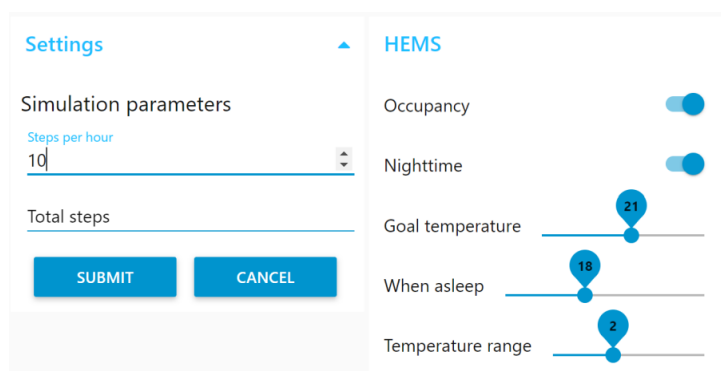 Settings
Simulation parameters
Steps per hour
10
Total steps
SUBMIT CANCEL
HEMS
Occupancy
Nighttime
21
Goal temperature
18
When asleep
2
Temperature range